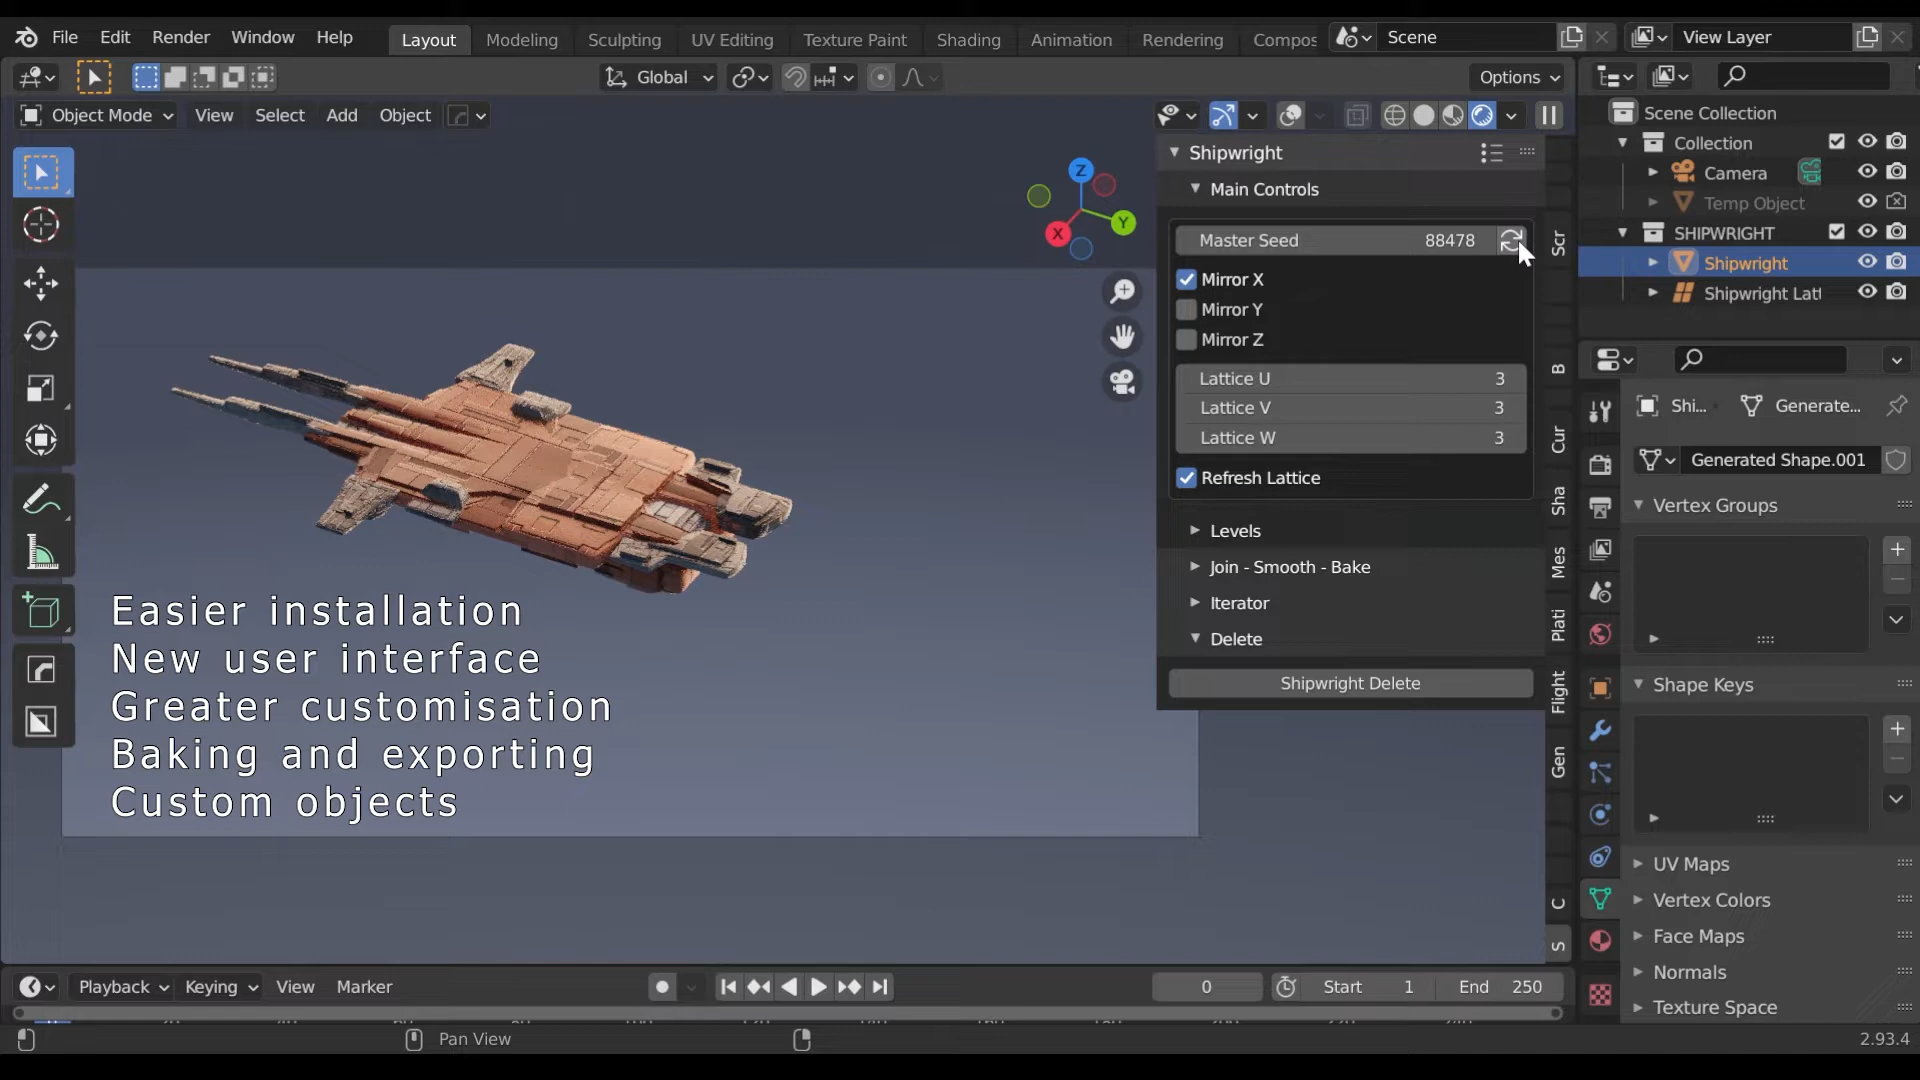 File Edit Render Window Help Layout Modeling Sculpting UV Editing Texture Paint Shading Animation Rendering Compos Scene View Layer
Global Options
Object Mode View Select Add Object
Scene Collection
Collection
Camera
Temp Object
SHIPWRIGHT
Shipwright
Shipwright Latt
Z
Y
X
Shipwright
Main Controls
Master Seed 88478
Mirror X
Mirror Y
Mirror Z
Lattice U 3
Lattice V 3
Lattice W 3
Refresh Lattice
Levels
Join - Smooth - Bake
Iterator
Delete
Shipwright Delete
Scr
B
Cur
Sha
Mes
Plati
Flight
Gen
C
S
Shi... Generate...
Generated Shape.001
Vertex Groups
Shape Keys
UV Maps
Vertex Colors
Face Maps
Normals
Texture Space
Easier installation
New user interface
Greater customisation
Baking and exporting
Custom objects
Playback Keying View Marker 0 Start 1 End 250
Pan View 2.93.4